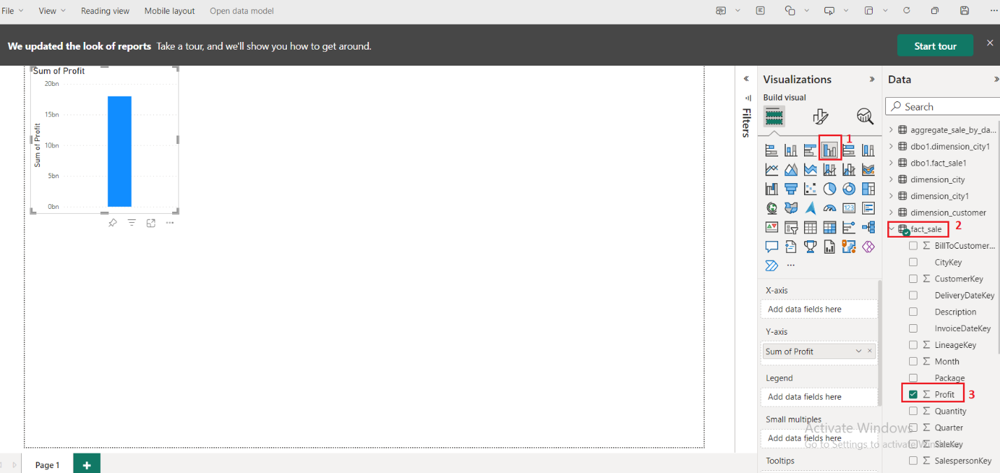 File View Reading view Mobile layout Open data model
We updated the look of reports Take a tour, and we'll show you how to get around.
Start tour
Sum of Profit
20bn
15bn
10bn
5bn
0bn
Sum of Profit
Filters
Visualizations
Build visual
1
123
X-axis
Add data fields here
Y-axis
Sum of Profit
Legend
Add data fields here
Small multiples
Add data fields here
Tooltips
Data
Search
aggregate_sale_by_da...
dbo1.dimension_city1
dbo1.fact_sale1
dimension_city
dimension_city1
dimension_customer
fact_sale 2
Σ BillToCustomer...
CityKey
Σ CustomerKey
DeliveryDateKey
Description
InvoiceDateKey
Σ LineageKey
Σ Month
Package
Σ Profit 3
Σ Quantity
Σ Quarter
Σ SaleKey
Σ SalespersonKey
Activate Windows
Go to Settings to activate Windows.
Page 1